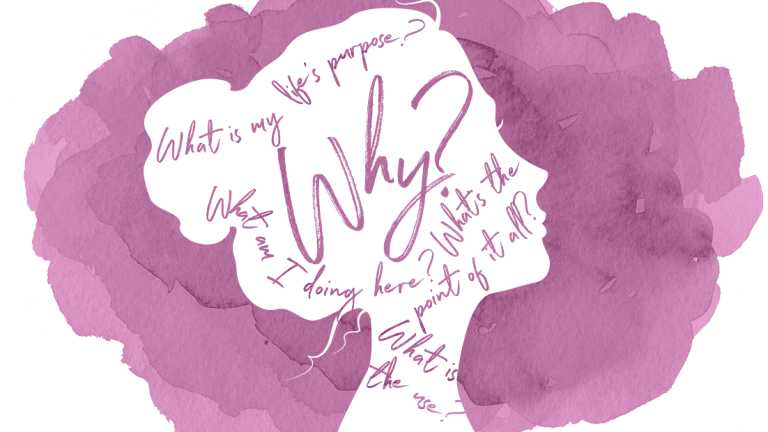 What is my life's purpose?
Why?
What am I doing here?
What's the
point of it all?
What is
the use?